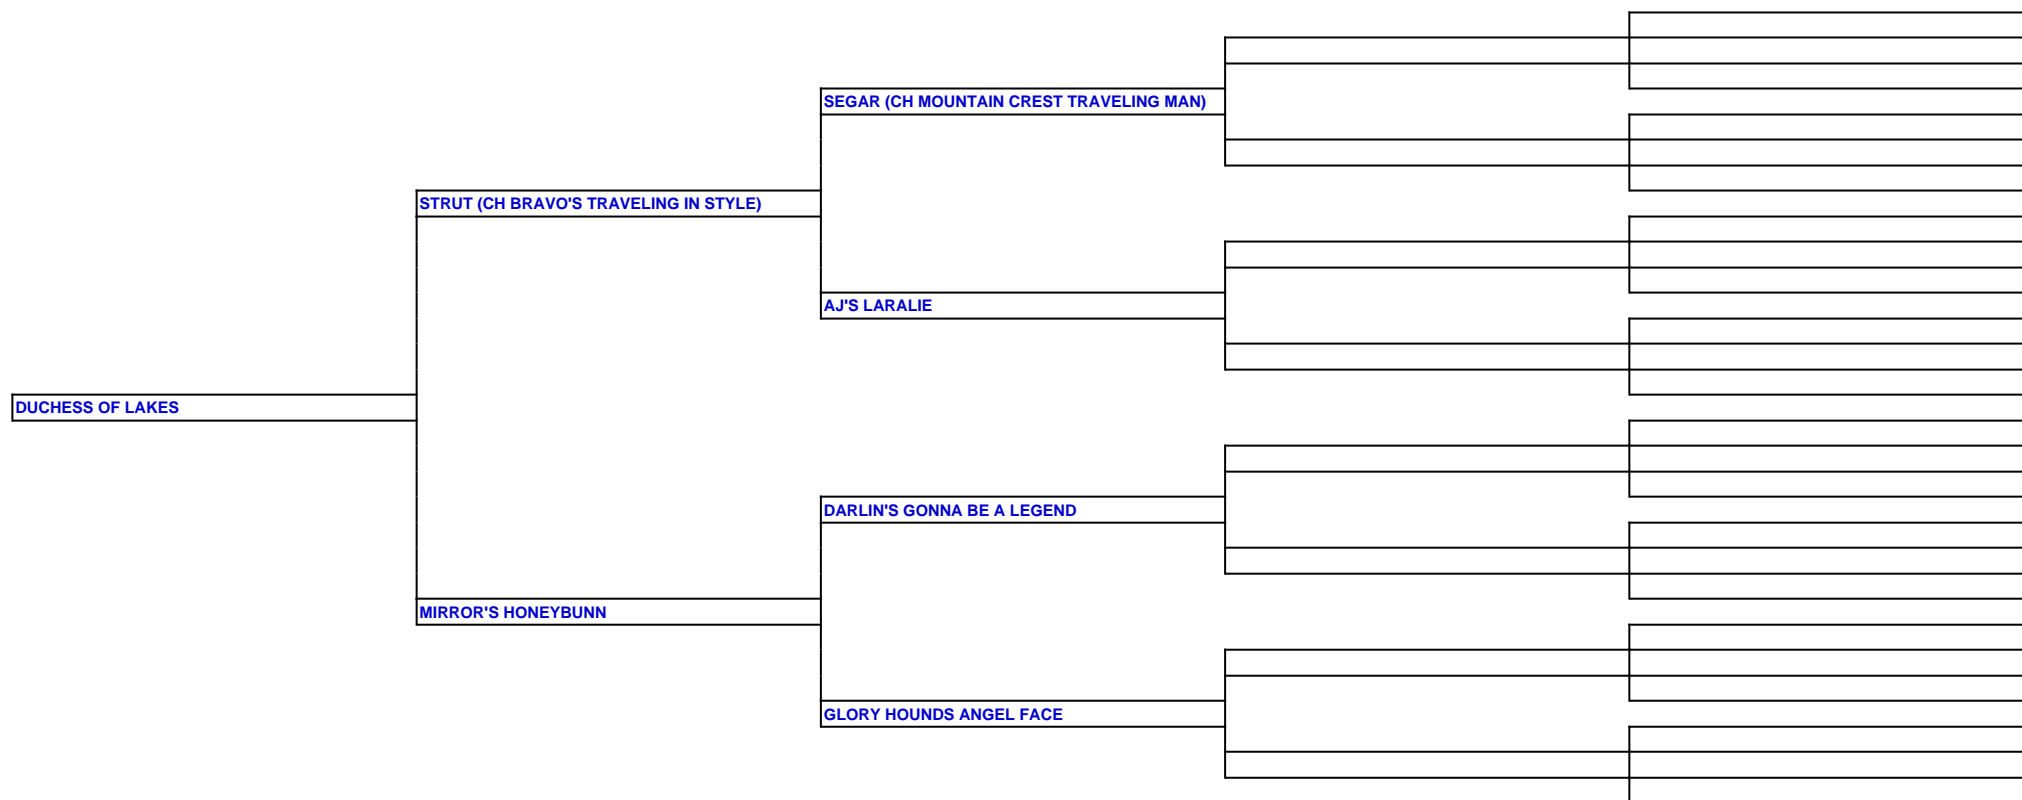 SEGAR (CH MOUNTAIN CREST TRAVELING MAN)
STRUT (CH BRAVO'S TRAVELING IN STYLE)
AJ'S LARALIE
DUCHESS OF LAKES
DARLIN'S GONNA BE A LEGEND
MIRROR'S HONEYBUNN
GLORY HOUNDS ANGEL FACE